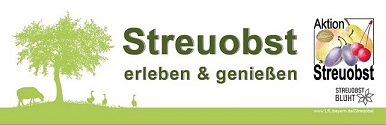 Streuobst
erleben & genießen
Aktion
Streuobst
STREUOBST
BLÜHT